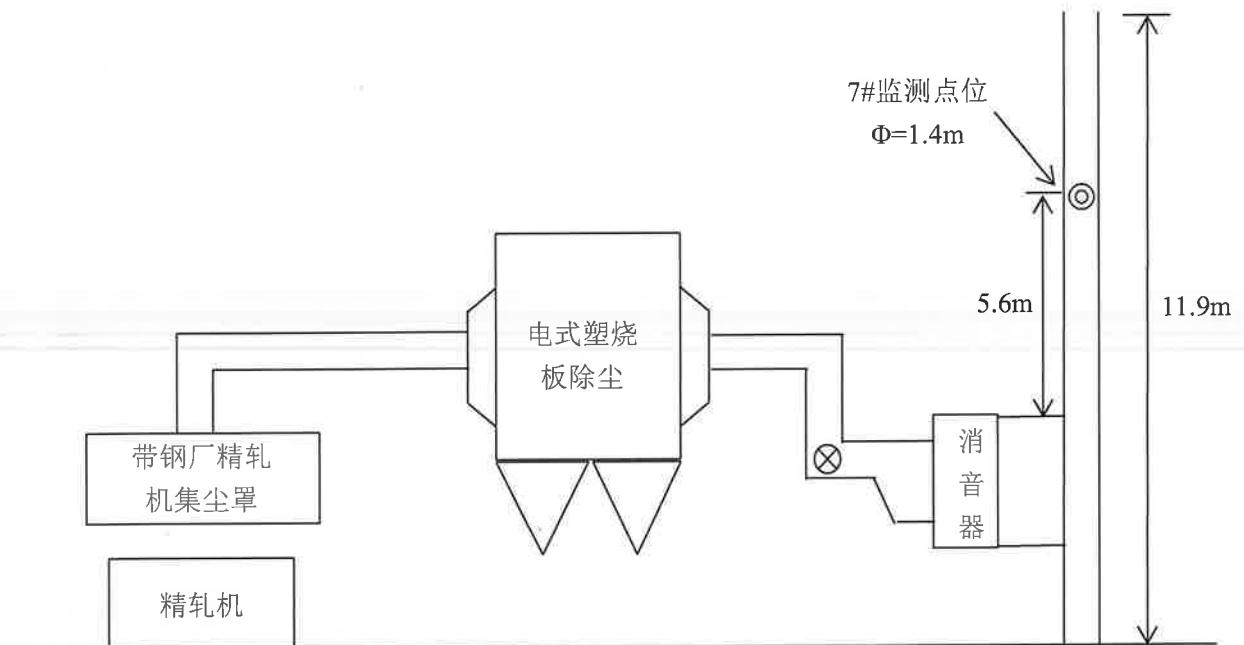 7#监测点位
Φ=1.4m
5.6m
11.9m
电式塑烧
板除尘
带钢厂精轧
机集尘罩
消
音
器
精轧机